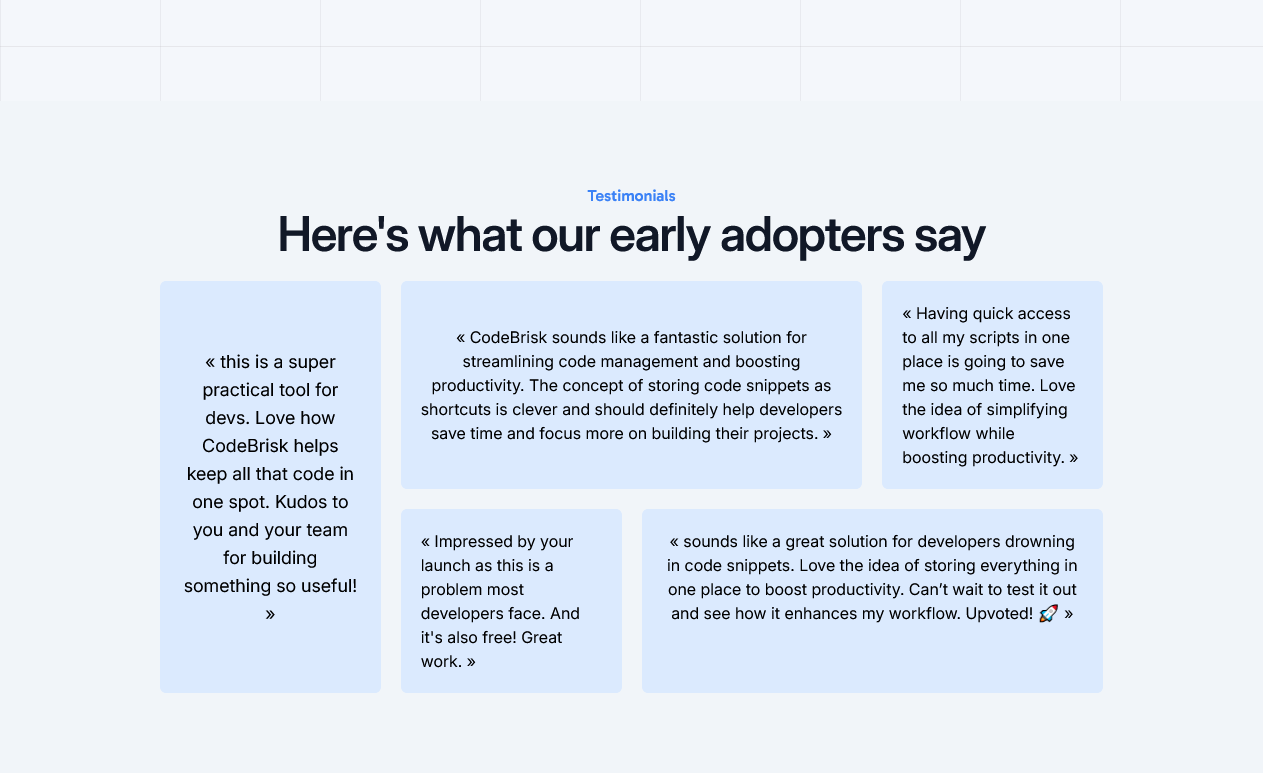 Testimonials
Here's what our early adopters say
« this is a super
practical tool for
devs. Love how
CodeBrisk helps
keep all that code in
one spot. Kudos to
you and your team
for building
something so useful!
»
« CodeBrisk sounds like a fantastic solution for
streamlining code management and boosting
productivity. The concept of storing code snippets as
shortcuts is clever and should definitely help developers
save time and focus more on building their projects. »
« Having quick access
to all my scripts in one
place is going to save
me so much time. Love
the idea of simplifying
workflow while
boosting productivity. »
« Impressed by your
launch as this is a
problem most
developers face. And
it's also free! Great
work. »
« sounds like a great solution for developers drowning
in code snippets. Love the idea of storing everything in
one place to boost productivity. Can’t wait to test it out
and see how it enhances my workflow. Upvoted! 🚀 »